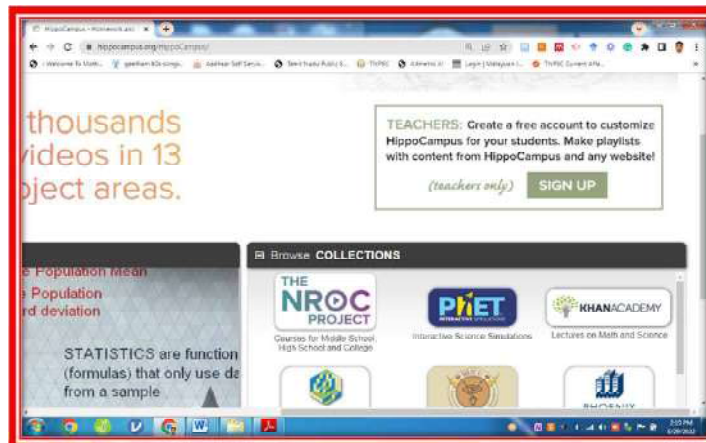 HippoCampus - Homework and
hippocampus.org/HippoCampus/
thousands
videos in 13
ject areas.
TEACHERS: Create a free account to customize
HippoCampus for your students. Make playlists
with content from HippoCampus and any website!
(teachers only) SIGN UP
Browse COLLECTIONS
e Population Mean
e Population
rd deviation
STATISTICS are function
(formulas) that only use da
from a sample
THE
NROC
PROJECT
Courses for Middle School,
High School and College
PhET
INTERACTIVE SIMULATIONS
Interactive Science Simulations
KHANACADEMY
Lectures on Math and Science
PHOENIX